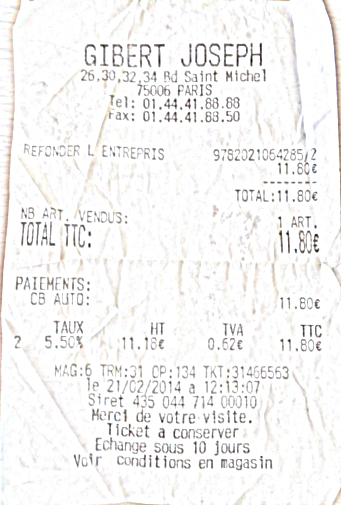 GIBERT JOSEPH
26,30,32,34 Bd Saint Michel
75006 PARIS
Tel: 01.44.41.88.88
Fax: 01.44.41.88.50
REFONDER L ENTREPRIS 9782021064285/2
11.80€
--------
TOTAL:11.80€
NB ART. VENDUS: 1 ART.
TOTAL TTC: 11.80€
PAIEMENTS:
CB AUTO: 11.80€
TAUX HT TVA TTC
2 5.50% 11.18€ 0.62€ 11.80€
MAG:6 TRM:31 OP:134 TKT:31466563
le 21/02/2014 a 12:13:07
Siret 435 044 714 00010
Merci de votre visite.
Ticket a conserver
Echange sous 10 jours
Voir conditions en magasin